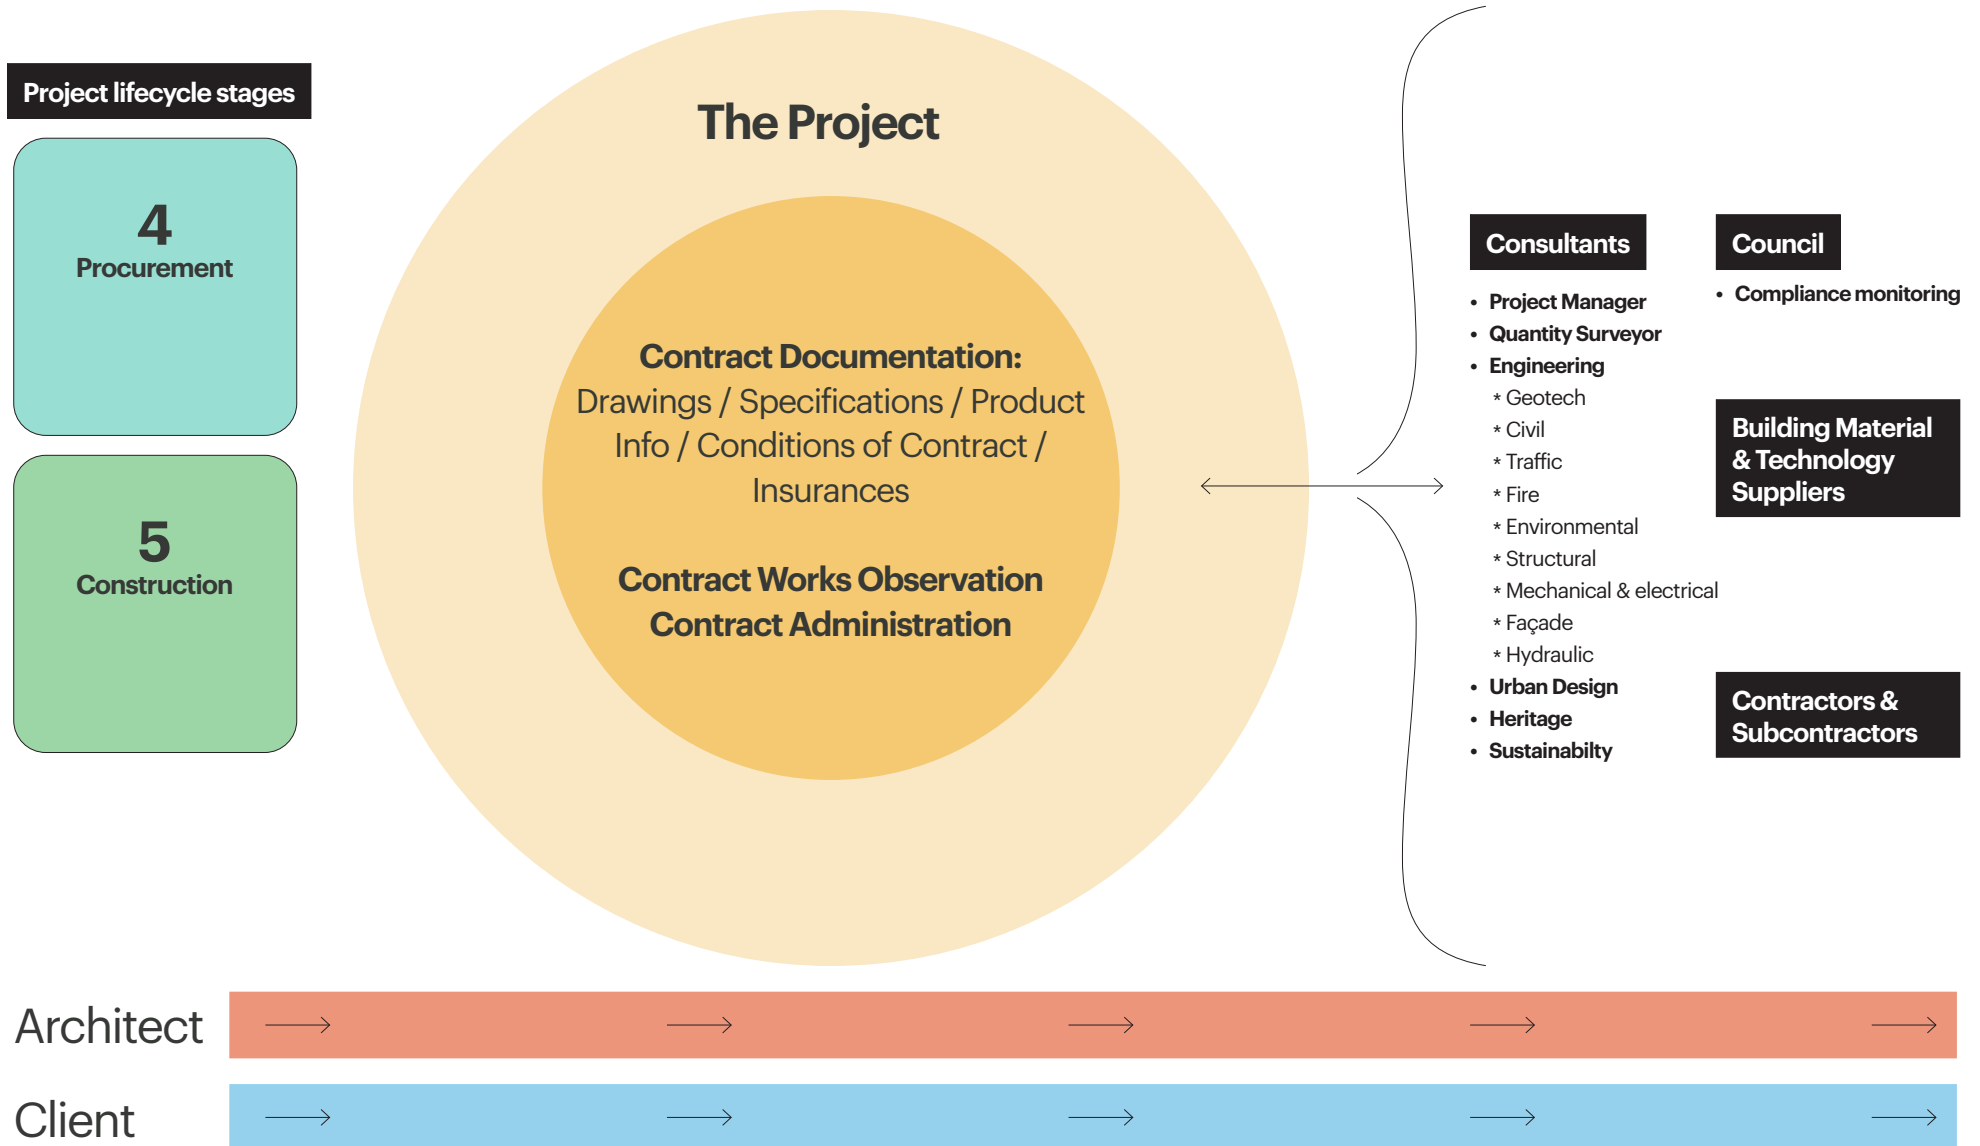 Project lifecycle stages
4
Procurement
5
Construction
The Project
Contract Documentation:
Drawings / Specifications / Product
Info / Conditions of Contract /
Insurances
Contract Works Observation
Contract Administration
Consultants
• Project Manager
• Quantity Surveyor
• Engineering
* Geotech
* Civil
* Traffic
* Fire
* Environmental
* Structural
* Mechanical & electrical
* Façade
* Hydraulic
• Urban Design
• Heritage
• Sustainabilty
Council
• Compliance monitoring
Building Material
& Technology
Suppliers
Contractors &
Subcontractors
Architect
Client